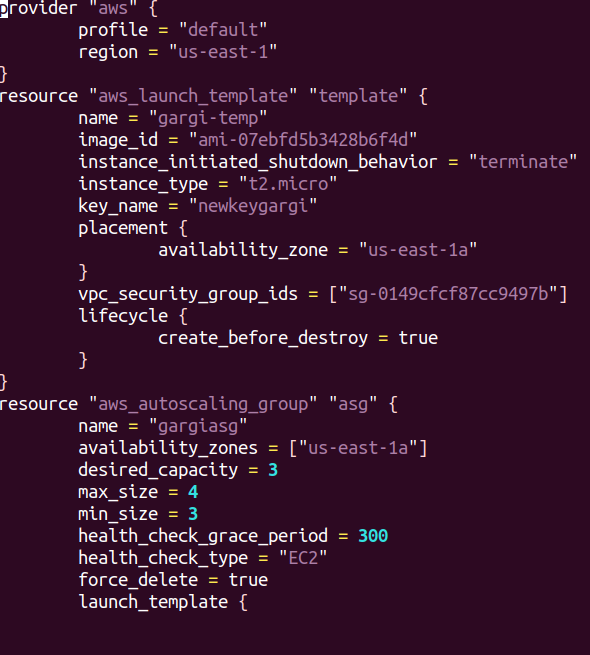 provider "aws" {
        profile = "default"
        region = "us-east-1"
}
resource "aws_launch_template" "template" {
        name = "gargi-temp"
        image_id = "ami-07ebfd5b3428b6f4d"
        instance_initiated_shutdown_behavior = "terminate"
        instance_type = "t2.micro"
        key_name = "newkeygargi"
        placement {
                availability_zone = "us-east-1a"
        }
        vpc_security_group_ids = ["sg-0149cfcf87cc9497b"]
        lifecycle {
                create_before_destroy = true
        }
}
resource "aws_autoscaling_group" "asg" {
        name = "gargiasg"
        availability_zones = ["us-east-1a"]
        desired_capacity = 3
        max_size = 4
        min_size = 3
        health_check_grace_period = 300
        health_check_type = "EC2"
        force_delete = true
        launch_template {